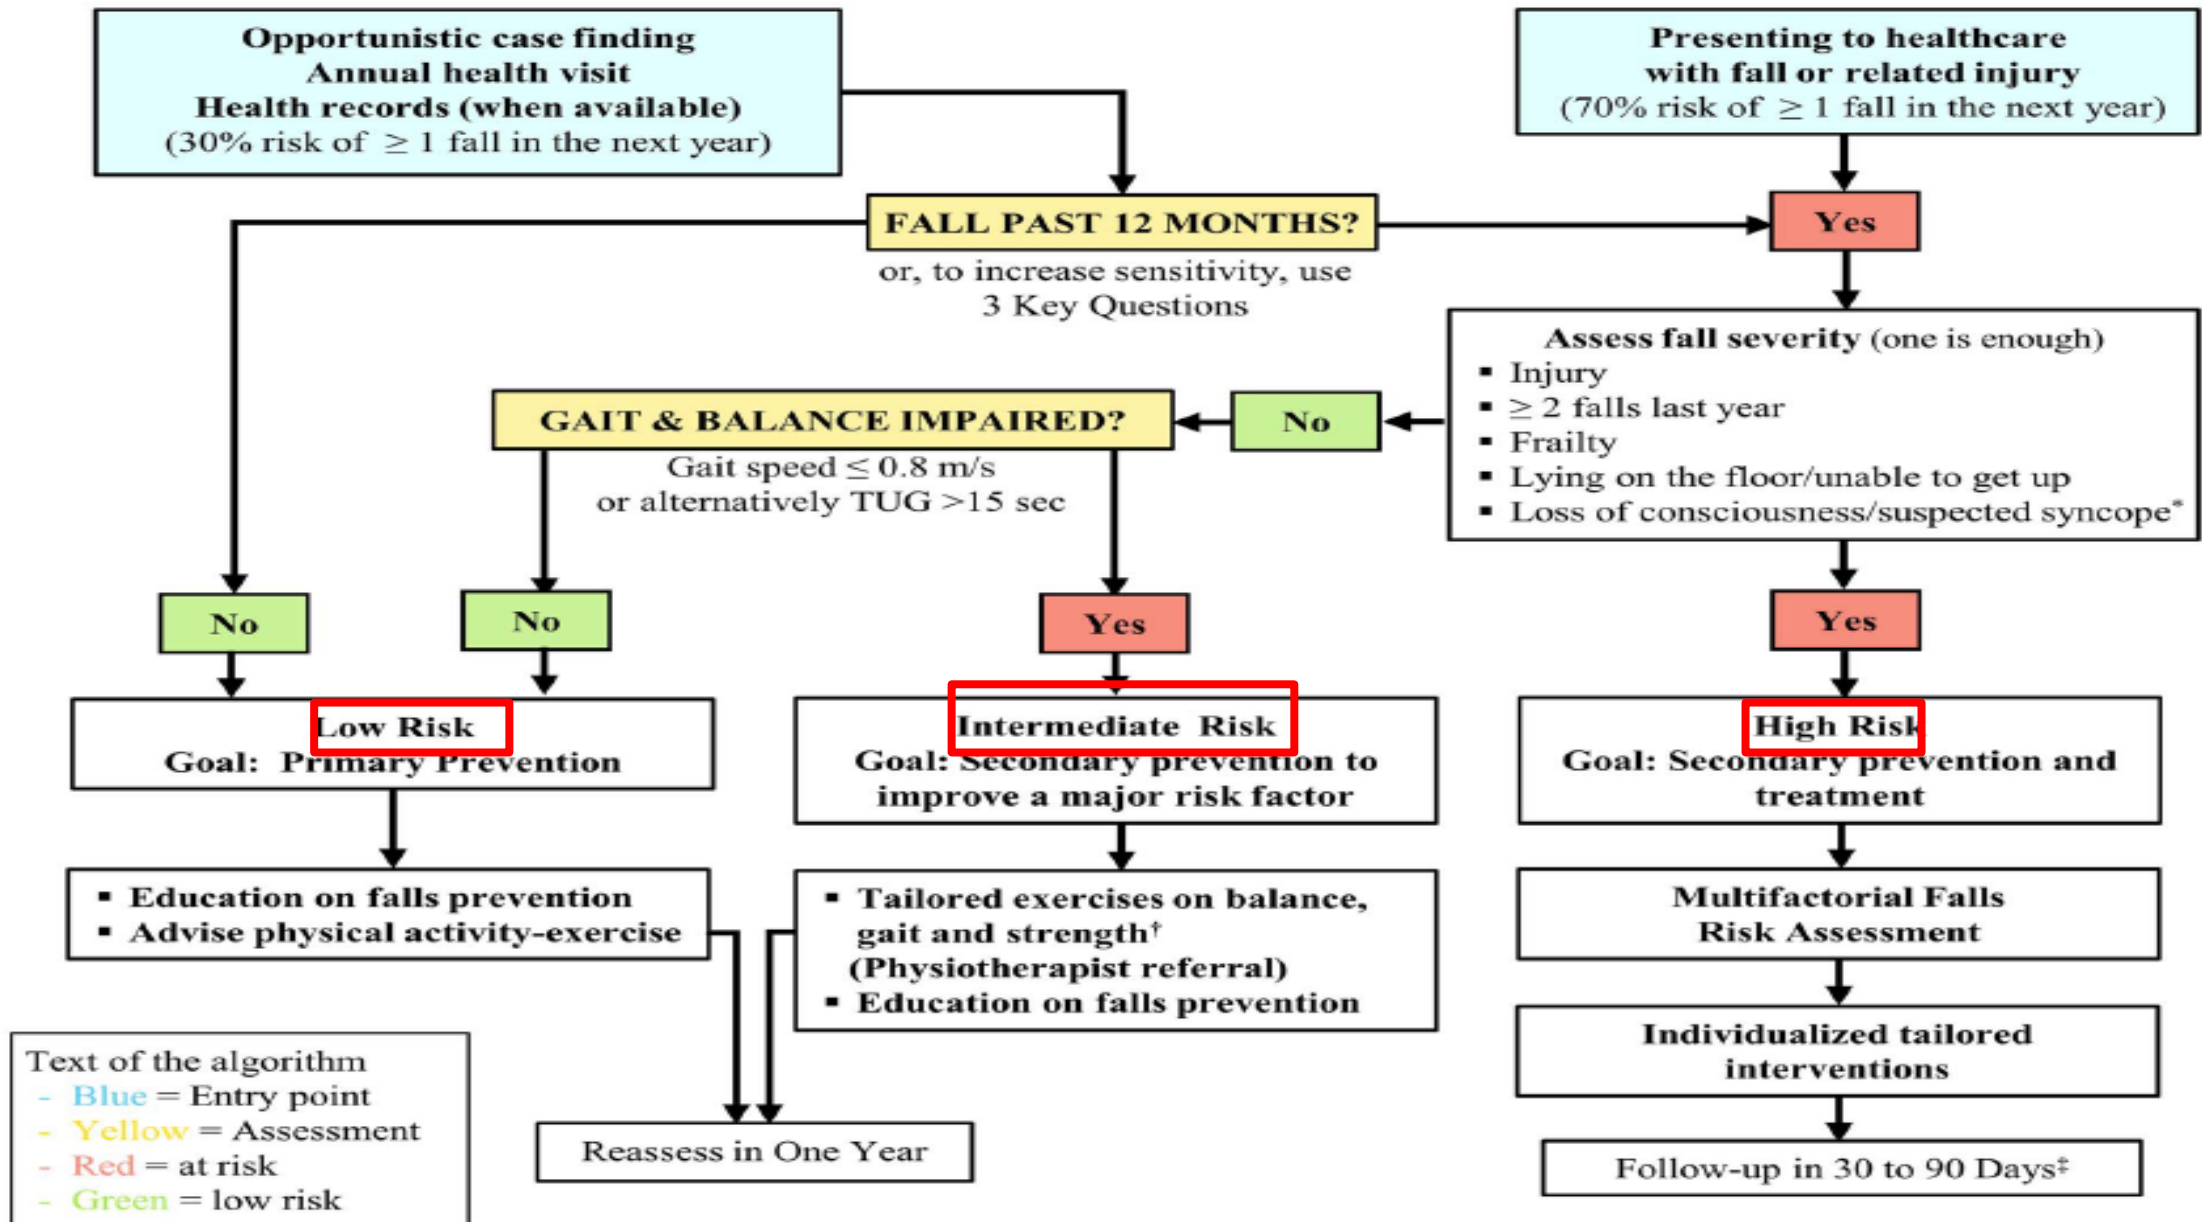 Opportunistic case finding
Annual health visit
Health records (when available)
(30% risk of ≥ 1 fall in the next year)
Presenting to healthcare
with fall or related injury
(70% risk of ≥ 1 fall in the next year)
FALL PAST 12 MONTHS?
or, to increase sensitivity, use
3 Key Questions
Yes
Assess fall severity (one is enough)
▪ Injury
▪ ≥ 2 falls last year
▪ Frailty
▪ Lying on the floor/unable to get up
▪ Loss of consciousness/suspected syncope*
No
GAIT & BALANCE IMPAIRED?
Gait speed ≤ 0.8 m/s
or alternatively TUG >15 sec
No
No
Yes
Yes
Low Risk
Goal: Primary Prevention
Intermediate Risk
Goal: Secondary prevention to
improve a major risk factor
High Risk
Goal: Secondary prevention and
treatment
▪ Education on falls prevention
▪ Advise physical activity-exercise
▪ Tailored exercises on balance,
gait and strength†
(Physiotherapist referral)
▪ Education on falls prevention
Multifactorial Falls
Risk Assessment
Individualized tailored
interventions
Reassess in One Year
Follow-up in 30 to 90 Days‡
Text of the algorithm
- Blue = Entry point
- Yellow = Assessment
- Red = at risk
- Green = low risk